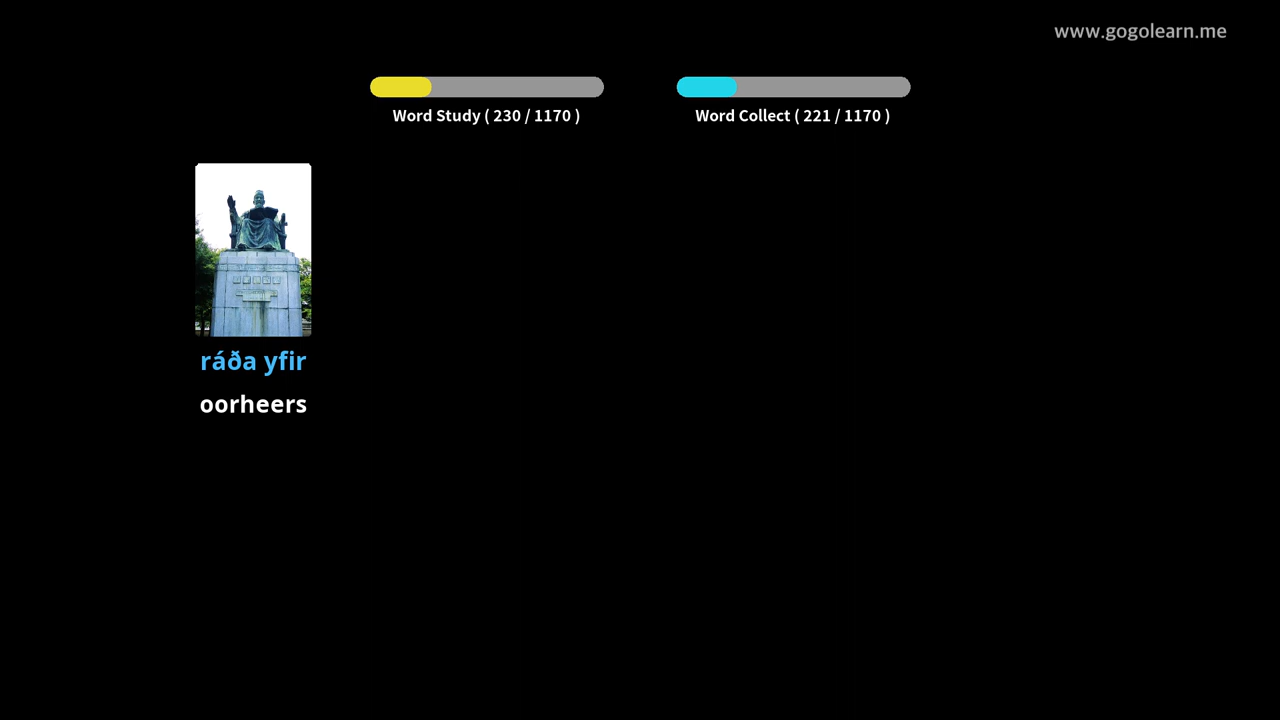 www.gogolearn.me
Word Study ( 230 / 1170 )
Word Collect ( 221 / 1170 )
ráða yfir
oorheers